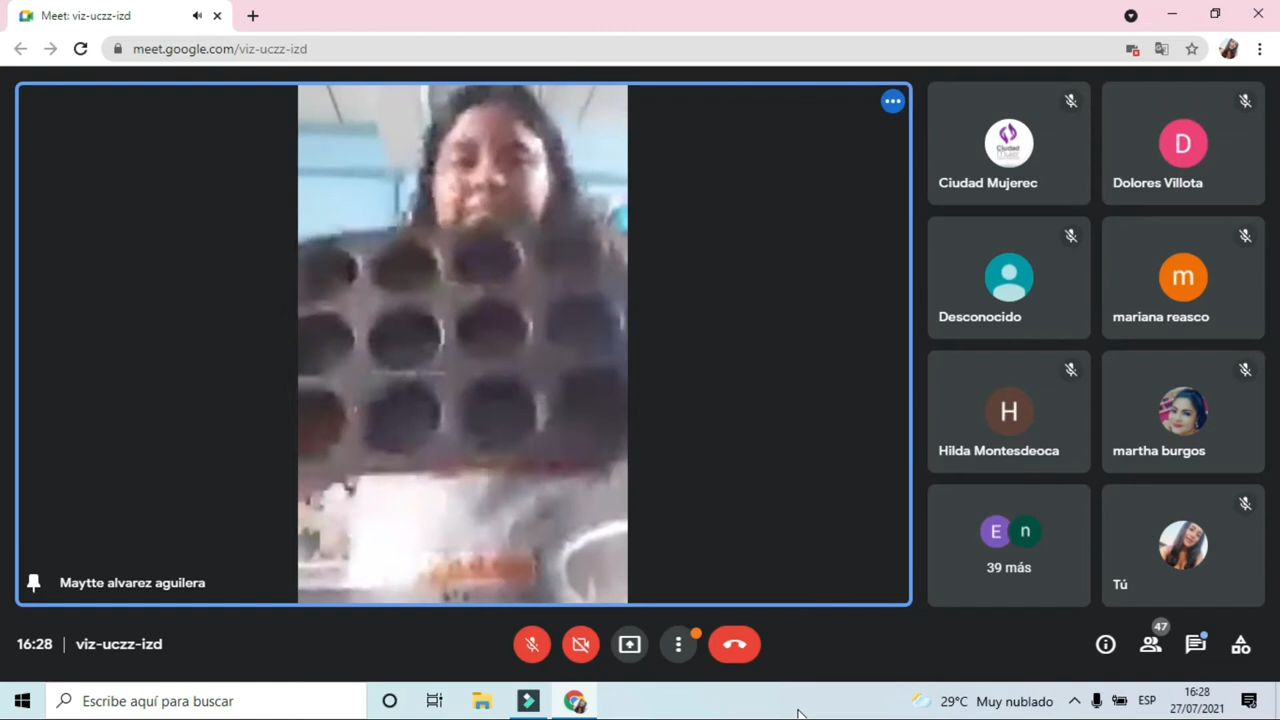 Meet: viz-uczz-izd
meet.google.com/viz-uczz-izd
Maytte alvarez aguilera
Ciudad
Ciudad Mujerec
D
Dolores Villota
Desconocido
m
mariana reasco
H
Hilda Montesdeoca
martha burgos
E n
39 más
Tú
16:28 | viz-uczz-izd
47
Escribe aquí para buscar
29°C Muy nublado
ESP
16:28
27/07/2021